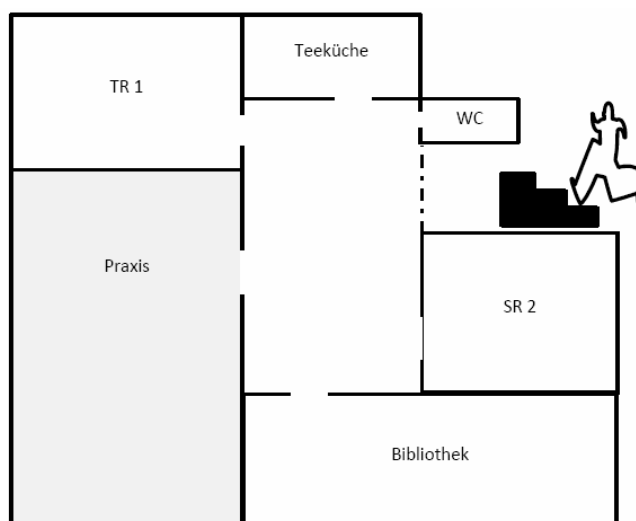 Teeküche
TR 1
WC
Praxis
SR 2
Bibliothek